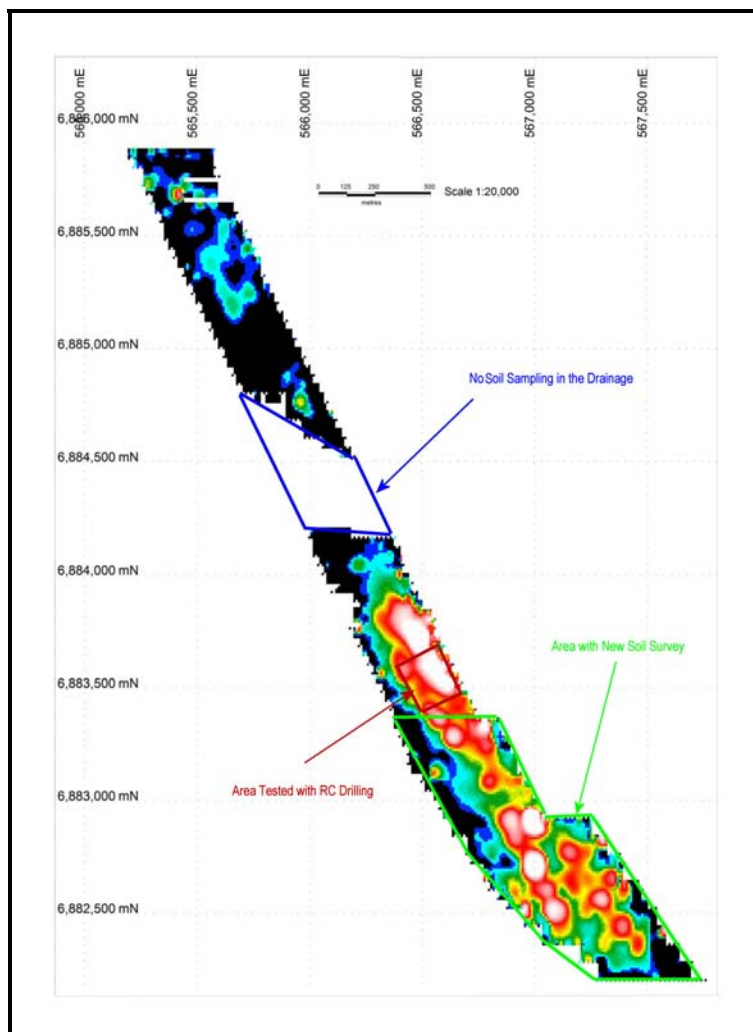 565,000 mE
565,500 mE
566,000 mE
566,500 mE
567,000 mE
567,500 mE
6,886,000 mN
0 125 250 500
metres
Scale 1:20,000
6,885,500 mN
6,885,000 mN
No Soil Sampling in the Drainage
6,884,500 mN
6,884,000 mN
Area with New Soil Survey
6,883,500 mN
Area Tested with RC Drilling
6,883,000 mN
6,882,500 mN